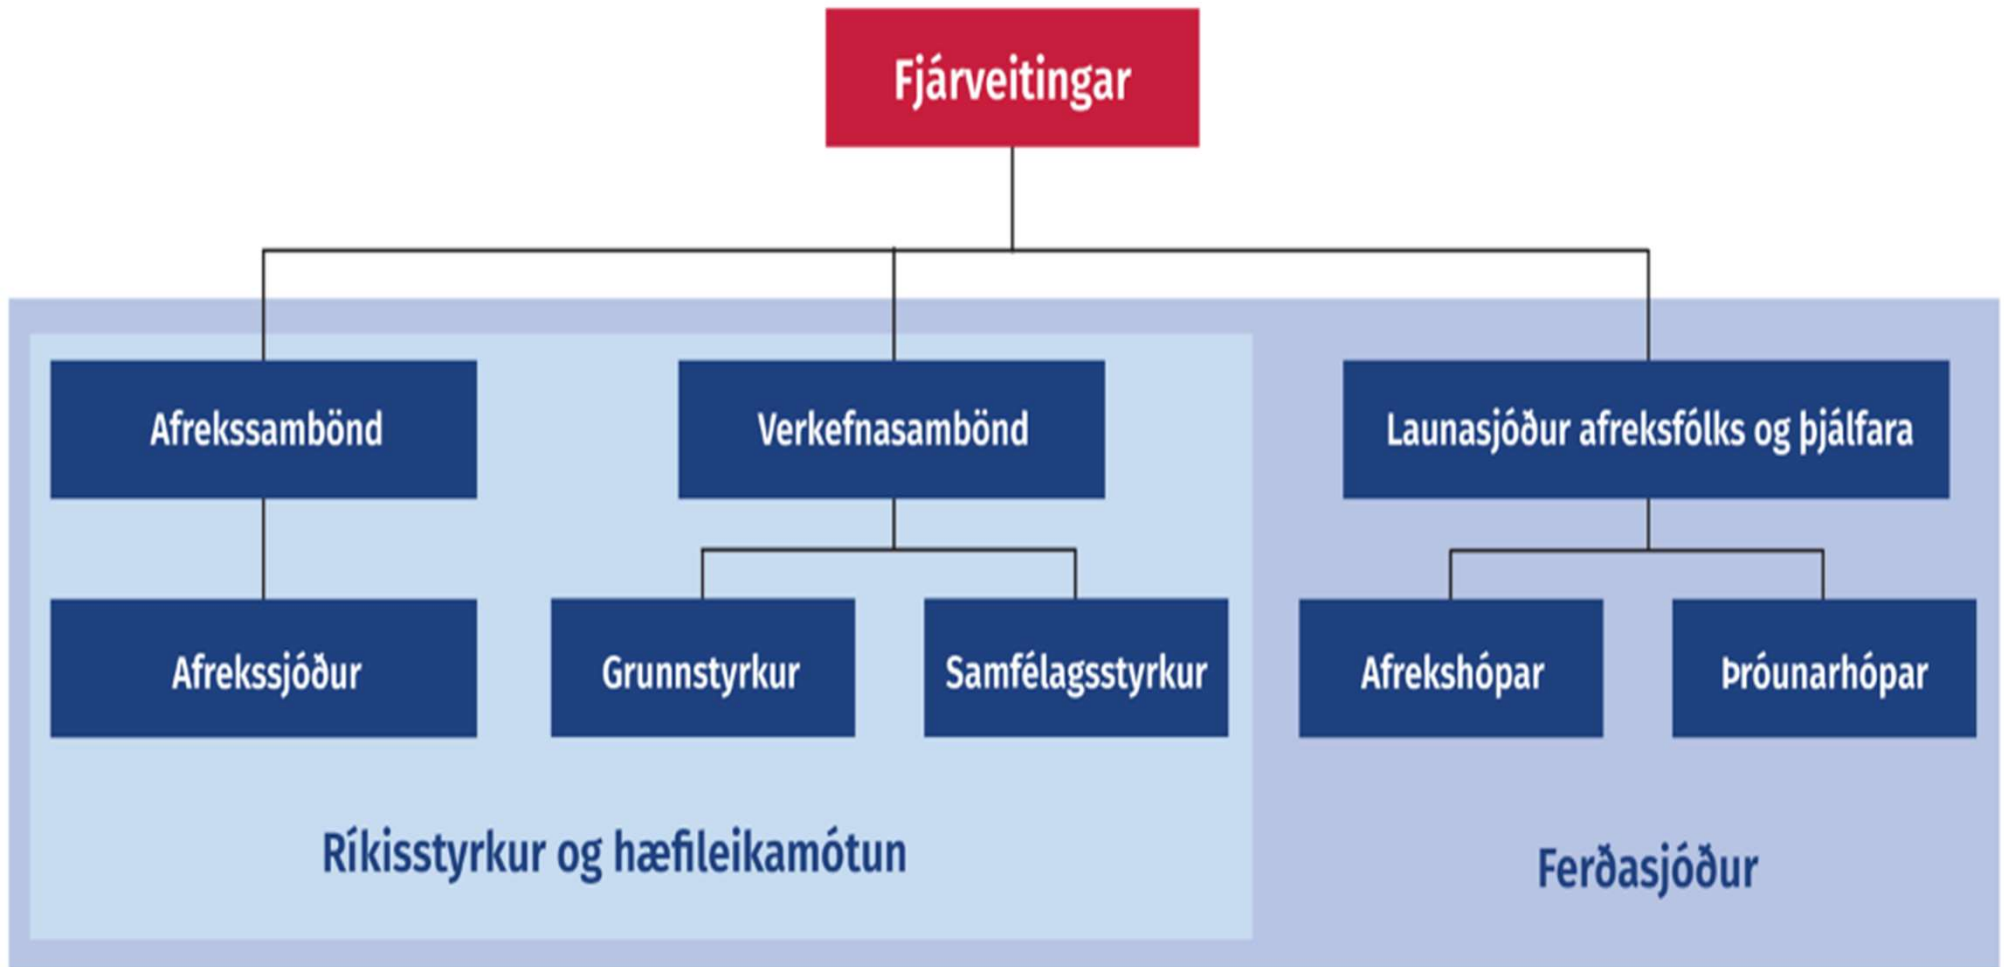 Fjárveitingar
Afrekssambönd
Verkefnasambönd
Launasjóður afreksfólks og þjálfara
Afrekssjóður
Grunnstyrkur
Samfélagsstyrkur
Afrekshópar
Þróunarhópar
Ríkisstyrkur og hæfileikamótun
Ferðasjóður